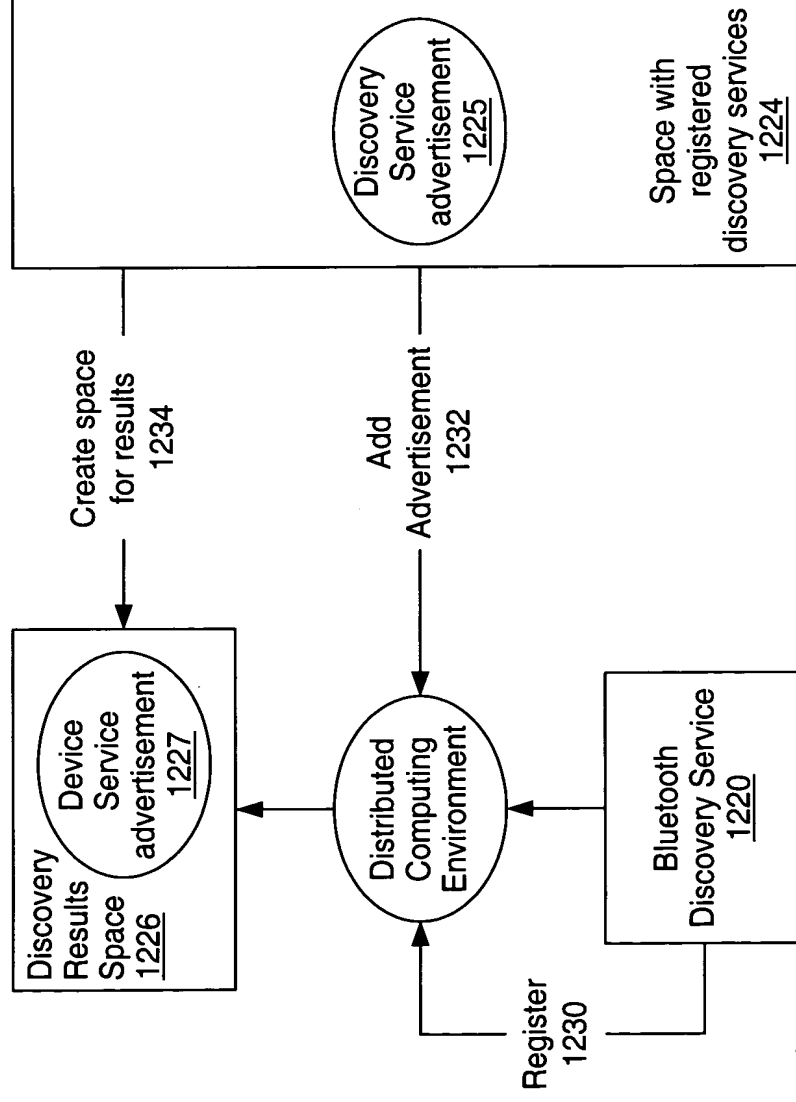 Discovery
Results
Space
1226
Device
Service
advertisement
1227
Create space
for results
1234
Discovery
Service
advertisement
1225
Space with
registered
discovery services
1224
Add
Advertisement
1232
Distributed
Computing
Environment
Register
1230
Bluetooth
Discovery Service
1220